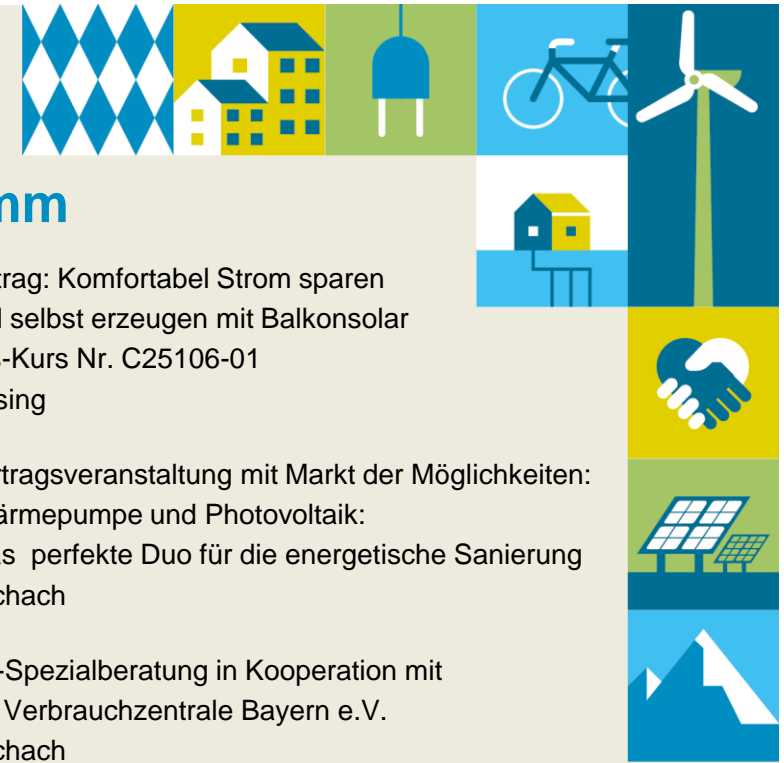 mm
trag: Komfortabel Strom sparen
selbst erzeugen mit Balkonsolar
-Kurs Nr. C25106-01
sing
rtragsveranstaltung mit Markt der Möglichkeiten:
ärmepumpe und Photovoltaik:
as perfekte Duo für die energetische Sanierung
chach
-Spezialberatung in Kooperation mit
Verbrauchzentrale Bayern e.V.
chach